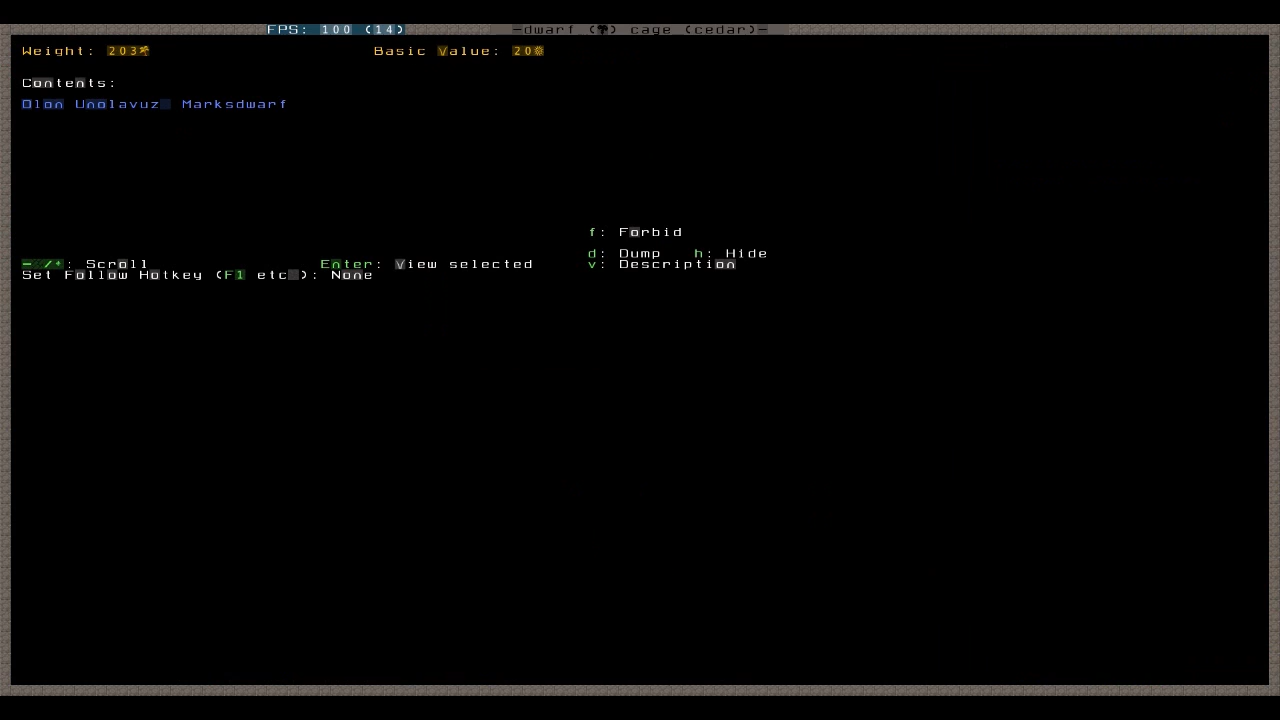 FPS: 100 (14) -dwarf (♣) cage (cedar)-
Weight: 203 Basic Value: 20☼
Contents:
Olon Unolavuz Marksdwarf
f: Forbid
d: Dump h: Hide
-/+: Scroll Enter: View selected v: Description
Set Follow Hotkey (F1 etc ): None